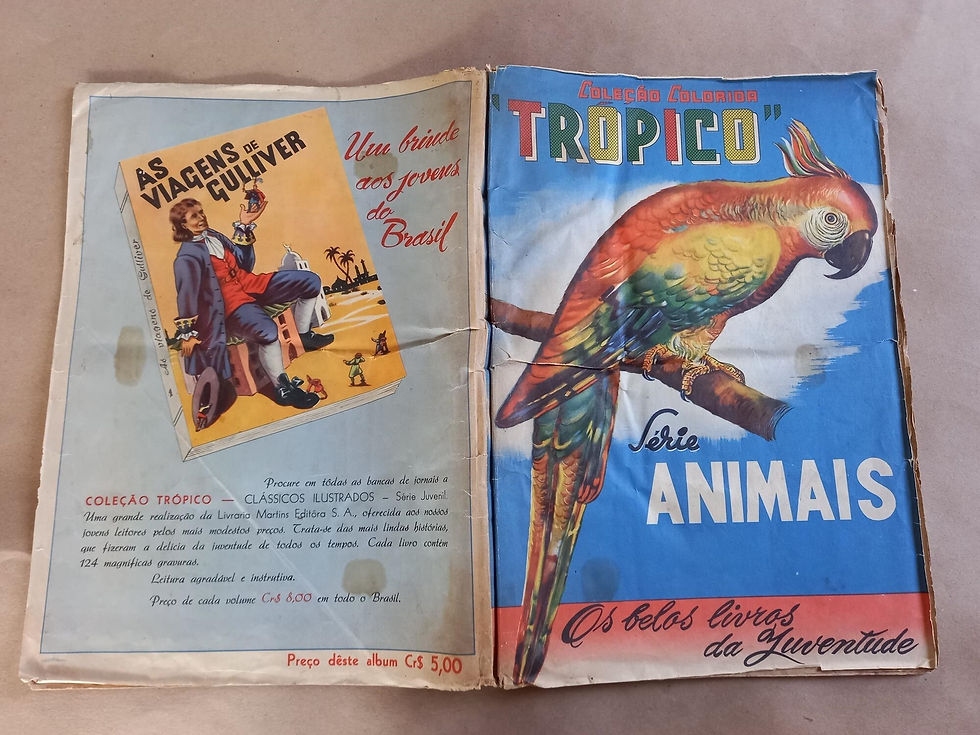 AS
VIAGENS DE
GULLIVER
As viagens de Gulliver
1
Um brinde
aos jovens
do
Brasil
Procure em tôdas as bancas de jornais a
COLEÇÃO TRÓPICO — CLÁSSICOS ILUSTRADOS — Série Juvenil.
Uma grande realização da Livraria Martins Editôra S. A., oferecida aos nossos
jovens leitores pelos mais modestos preços. Trata-se das mais lindas histórias,
que fizeram a delícia da juventude de todos os tempos. Cada livro contém
124 magníficas gravuras.
Leitura agradável e instrutiva.
Preço de cada volume Cr$ 8,00 em todo o Brasil.
Preço dêste album Cr$ 5,00
COLEÇÃO COLORIDA
"TRÓPICO"
Série
ANIMAIS
Os belos livros
da Juventude